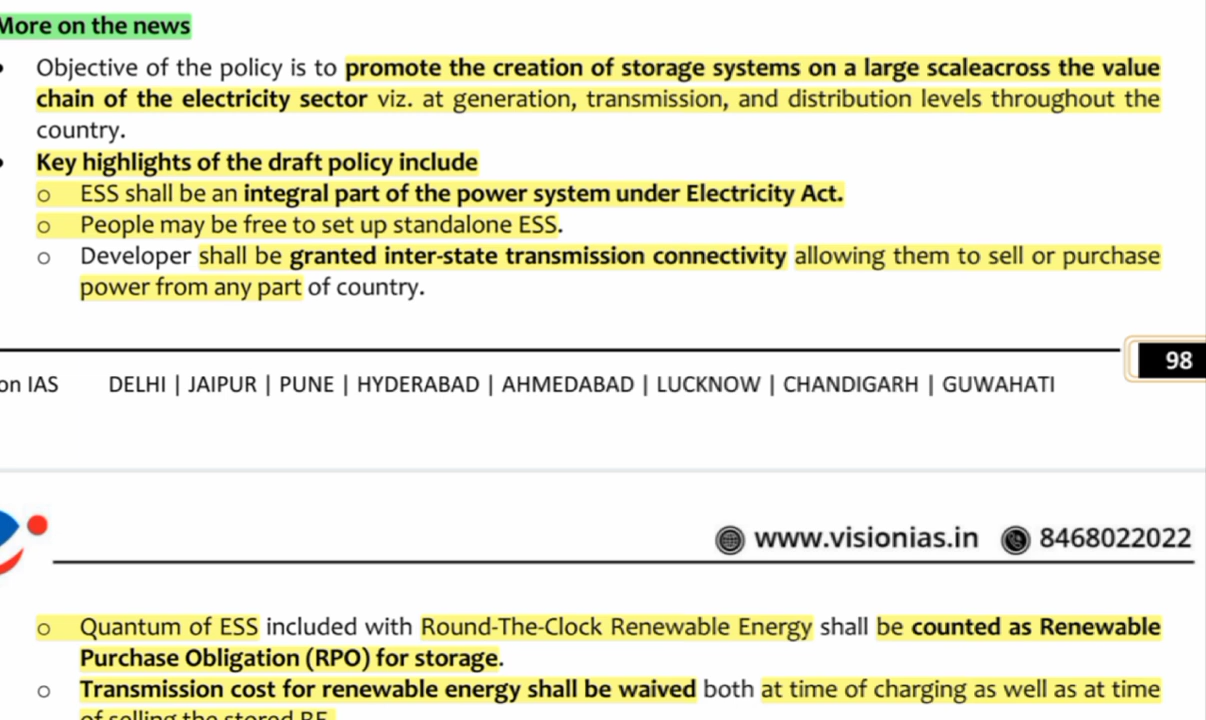 More on the news
• Objective of the policy is to promote the creation of storage systems on a large scaleacross the value
chain of the electricity sector viz. at generation, transmission, and distribution levels throughout the
country.
• Key highlights of the draft policy include
o ESS shall be an integral part of the power system under Electricity Act.
o People may be free to set up standalone ESS.
o Developer shall be granted inter-state transmission connectivity allowing them to sell or purchase
power from any part of country.
98
on IAS DELHI | JAIPUR | PUNE | HYDERABAD | AHMEDABAD | LUCKNOW | CHANDIGARH | GUWAHATI
www.visionias.in 8468022022
o Quantum of ESS included with Round-The-Clock Renewable Energy shall be counted as Renewable
Purchase Obligation (RPO) for storage.
o Transmission cost for renewable energy shall be waived both at time of charging as well as at time
of selling the stored RE.